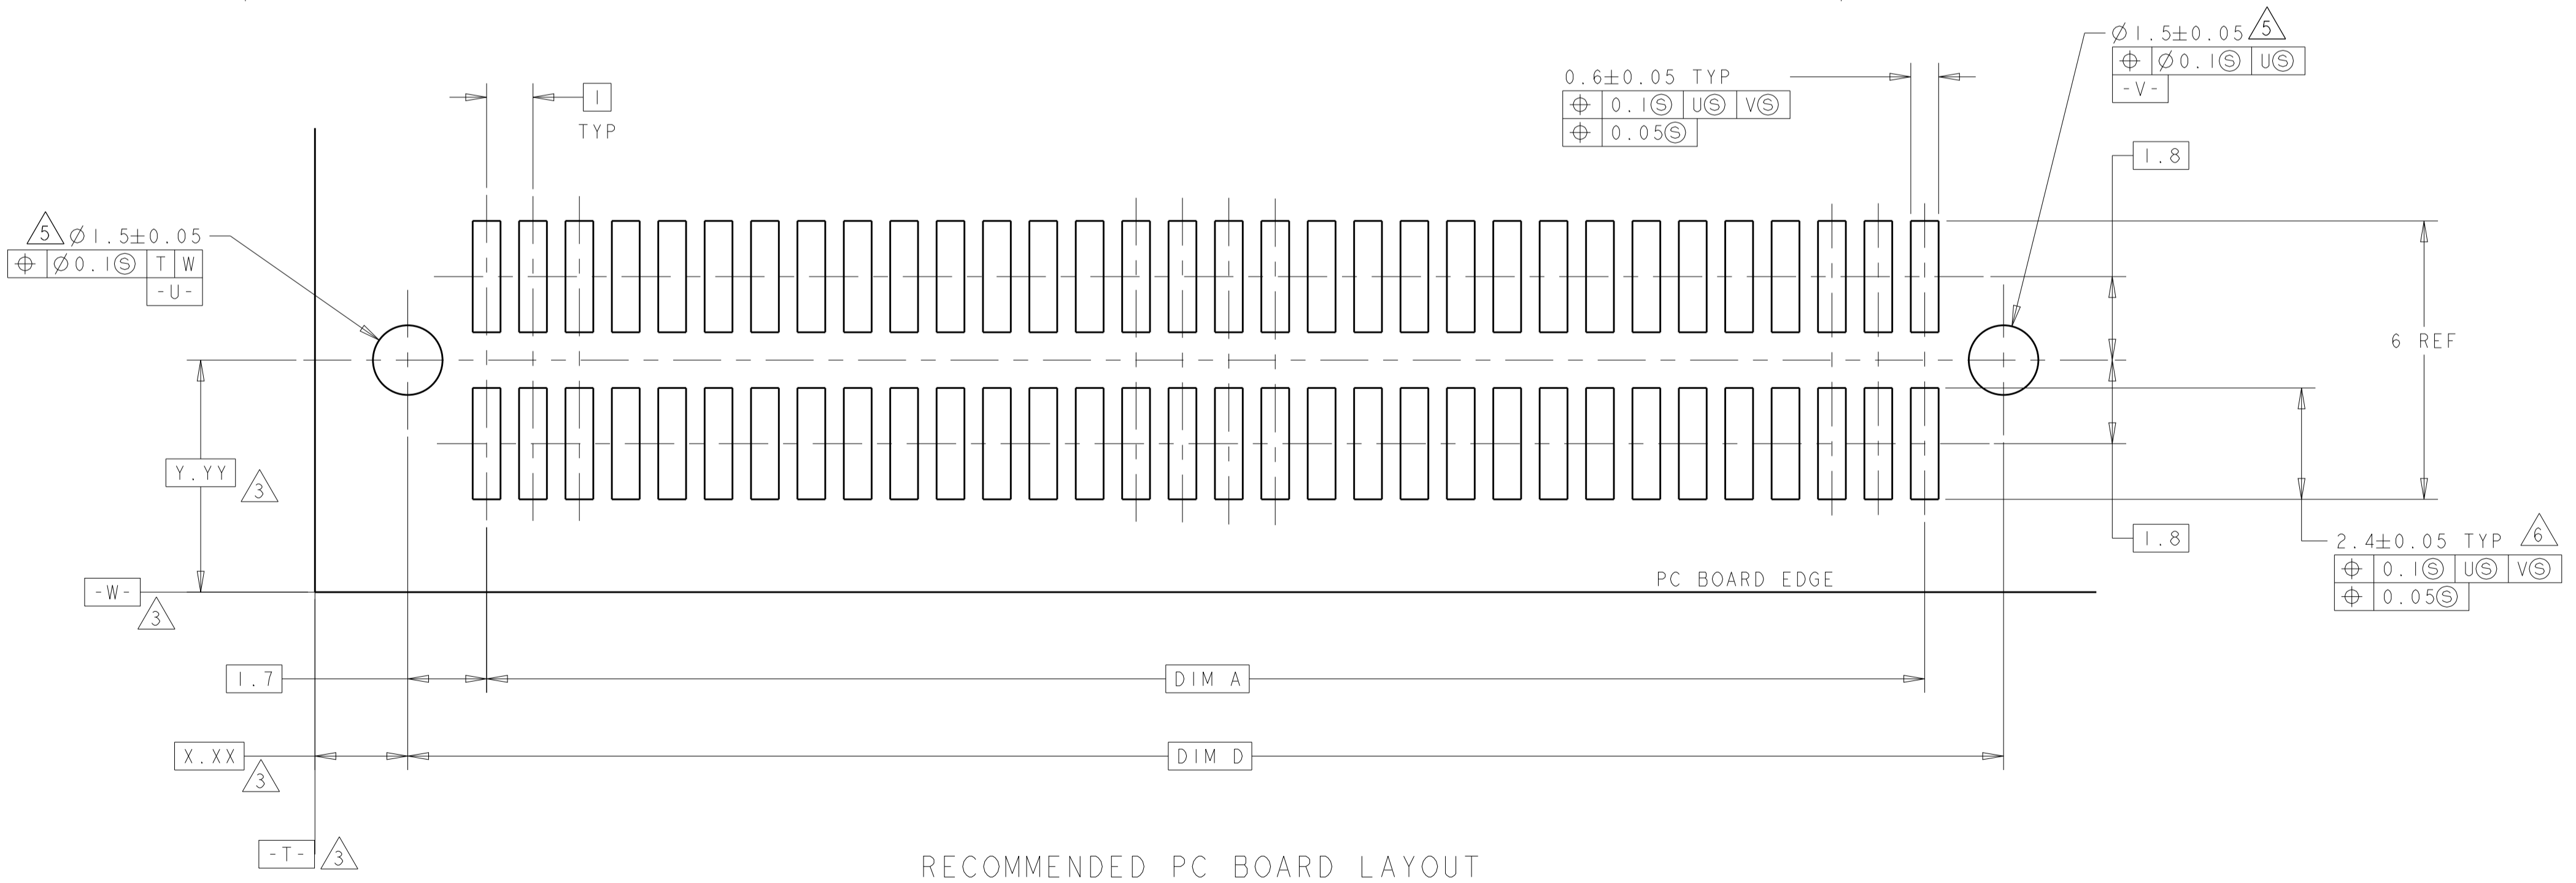 Ø1.5±0.05 5
⌖ Ø0.1Ⓢ UⓈ
-V-
0.6±0.05 TYP
⌖ 0.1Ⓢ UⓈ VⓈ
⌖ 0.05Ⓢ
1
TYP
1.8
5 Ø1.5±0.05
⌖ Ø0.1Ⓢ T W
-U-
6 REF
Y.YY 3
1.8
2.4±0.05 TYP 6
⌖ 0.1Ⓢ UⓈ VⓈ
⌖ 0.05Ⓢ
-W- 3
PC BOARD EDGE
1.7
DIM A
X.XX 3
DIM D
-T- 3
RECOMMENDED PC BOARD LAYOUT